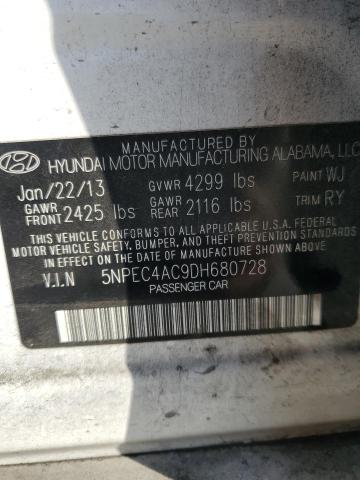 MANUFACTURED BY
HYUNDAI MOTOR MANUFACTURING ALABAMA, LLC
Jan/22/13 GVWR 4299 lbs PAINT WJ
GAWR FRONT 2425 lbs GAWR REAR 2116 lbs TRIM RY
THIS VEHICLE CONFORMS TO ALL APPLICABLE U.S.A. FEDERAL
MOTOR VEHICLE SAFETY, BUMPER, AND THEFT PREVENTION
STANDARDS IN EFFECT ON THE DATE OF MANUFACTURE SHOWN ABOVE.
V.I.N 5NPEC4AC9DH680728
PASSENGER CAR